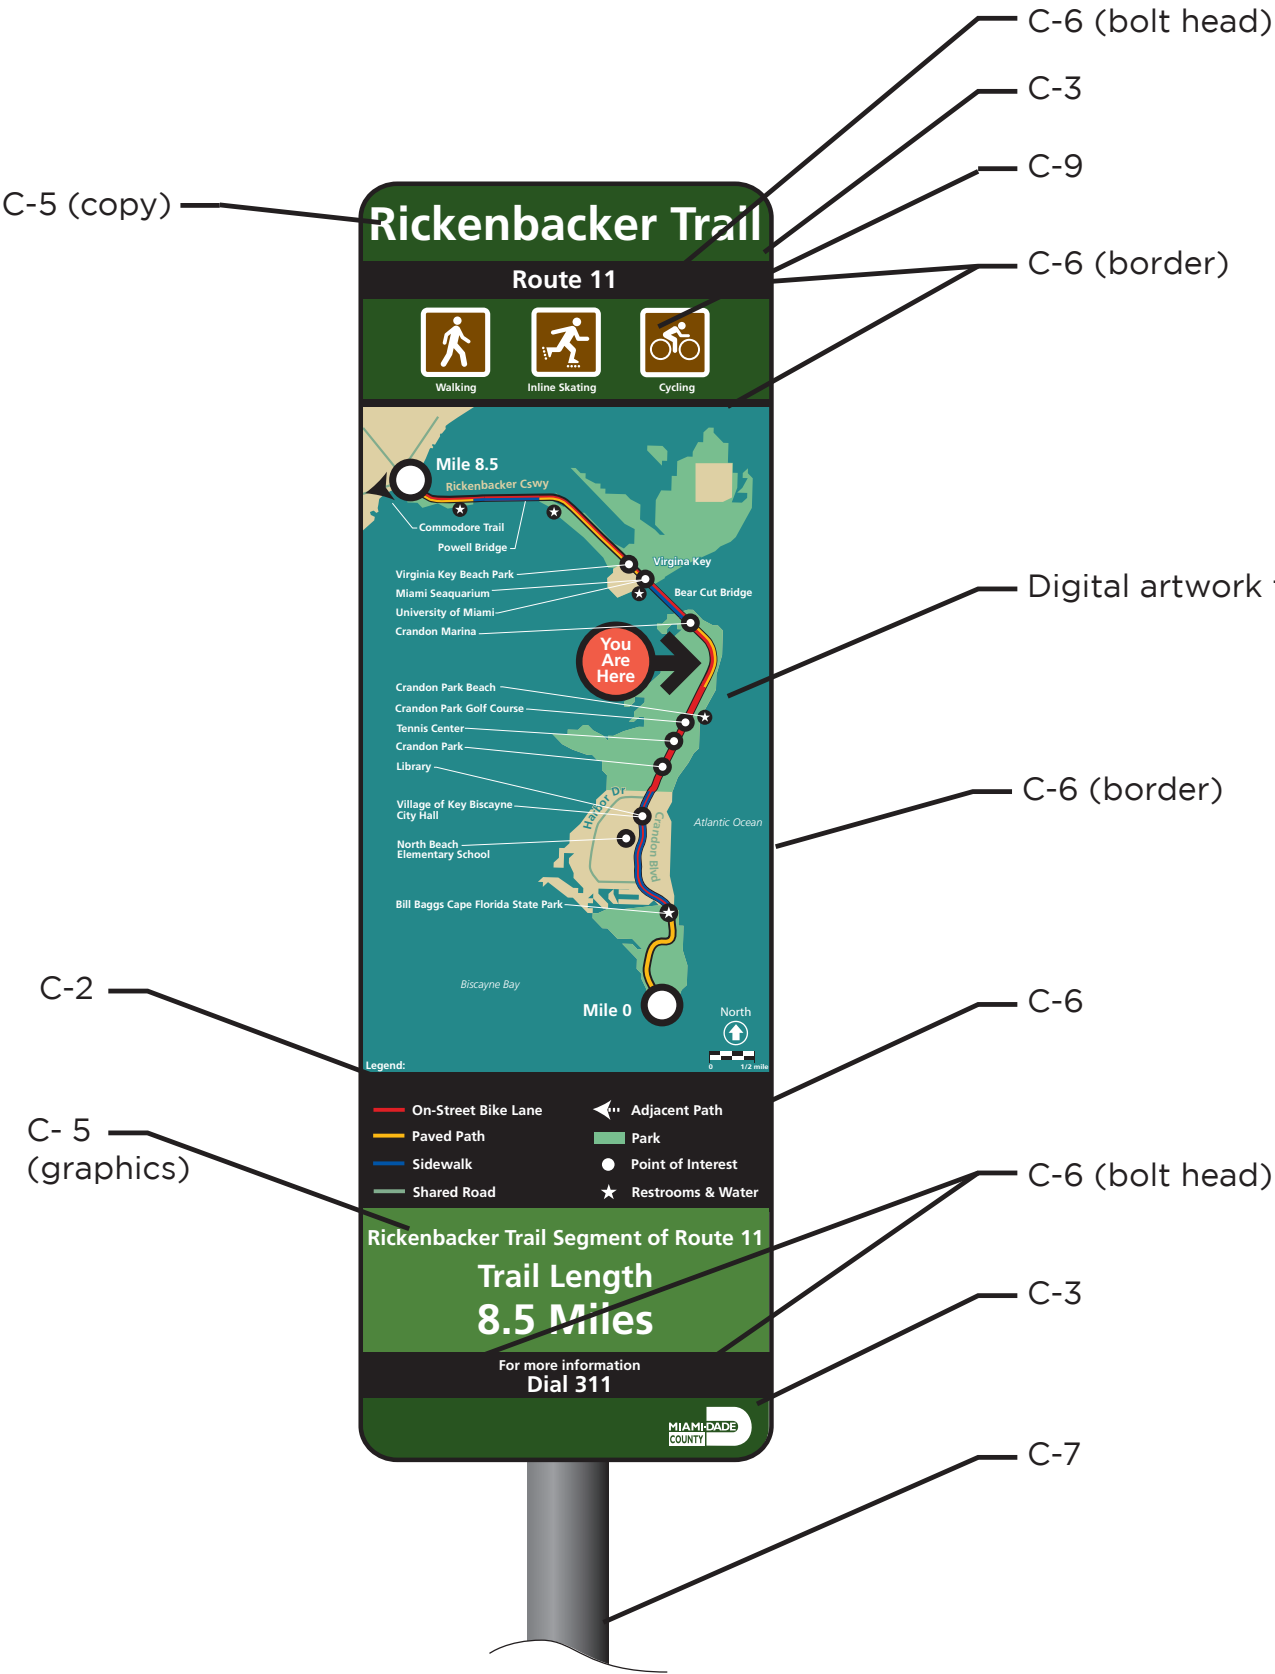 C-6 (bolt head)
C-3
C-9
C-5 (copy)
C-6 (border)
Rickenbacker Trail
Route 11
Walking
Inline Skating
Cycling
Mile 8.5
Rickenbacker Cswy
Commodore Trail
Powell Bridge
Virgina Key
Virginia Key Beach Park
Miami Seaquarium
Bear Cut Bridge
University of Miami
Crandon Marina
Digital artwork
You
Are
Here
Crandon Park Beach
Crandon Park Golf Course
Tennis Center
Crandon Park
Library
C-6 (border)
Harbor Dr
Village of Key Biscayne
City Hall
Crandon Blvd
Atlantic Ocean
North Beach
Elementary School
Bill Baggs Cape Florida State Park
Biscayne Bay
C-2
Mile 0
C-6
North
Legend:
0 1/2 mile
On-Street Bike Lane
Adjacent Path
Paved Path
Park
Sidewalk
Point of Interest
Shared Road
Restrooms & Water
C- 5
(graphics)
C-6 (bolt head)
Rickenbacker Trail Segment of Route 11
Trail Length
8.5 Miles
C-3
For more information
Dial 311
MIAMI-DADE
COUNTY
C-7